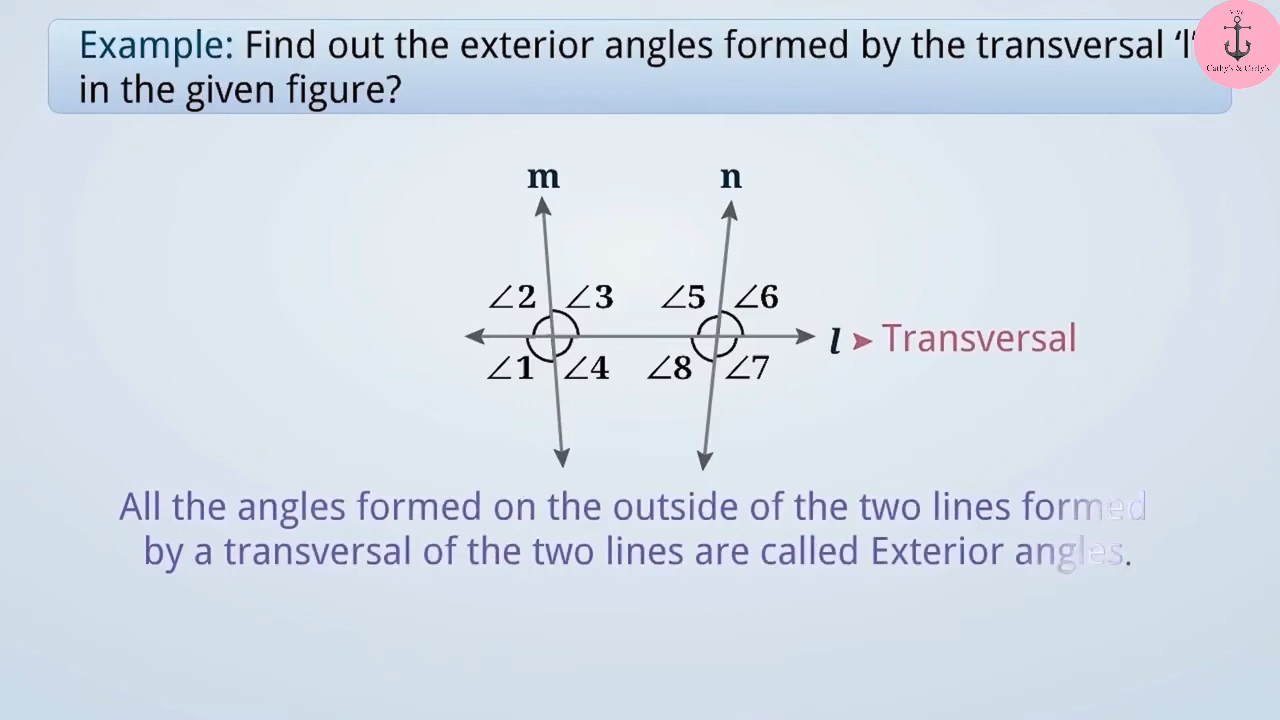 Example: Find out the exterior angles formed by the transversal ‘l’
in the given figure?
Cathy's & Carly's
m n
∠2 ∠3 ∠5 ∠6
l ➤ Transversal
∠1 ∠4 ∠8 ∠7
All the angles formed on the outside of the two lines formed
by a transversal of the two lines are called Exterior angles.